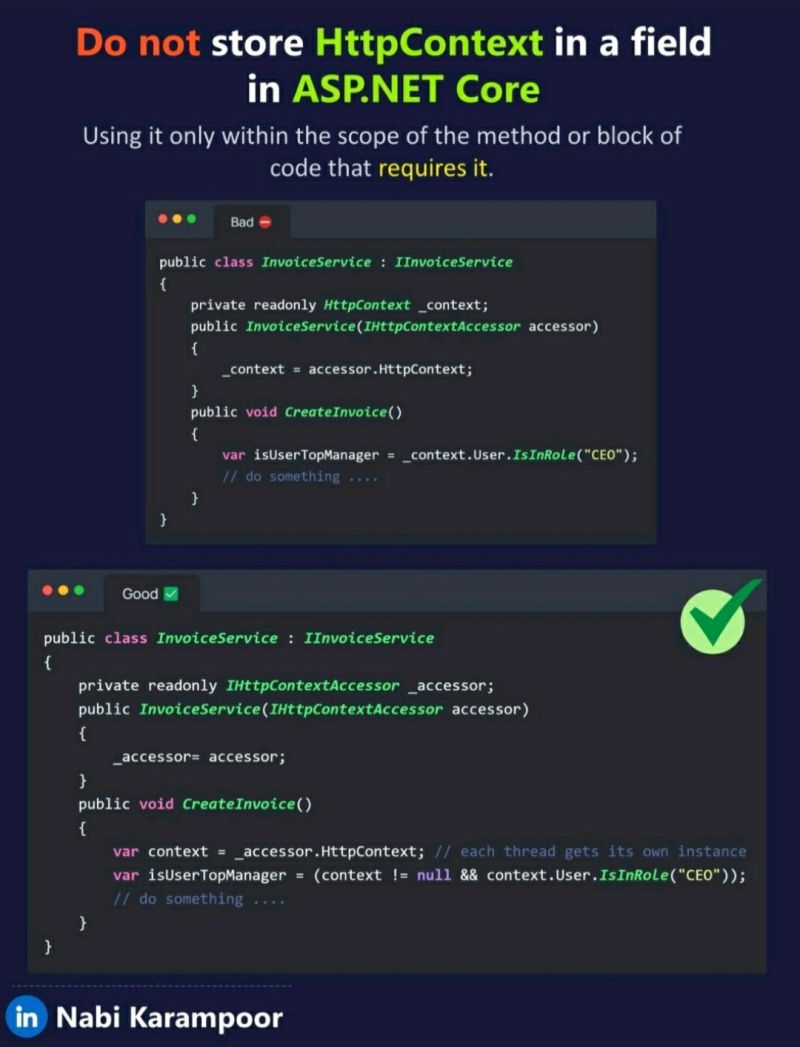 Do not store HttpContext in a field
in ASP.NET Core
Using it only within the scope of the method or block of
code that requires it.
Bad ⛔
public class InvoiceService : IInvoiceService
{
    private readonly HttpContext _context;
    public InvoiceService(IHttpContextAccessor accessor)
    {
        _context = accessor.HttpContext;
    }
    public void CreateInvoice()
    {
        var isUserTopManager = _context.User.IsInRole("CEO");
        // do something ....
    }
}
Good ✅
public class InvoiceService : IInvoiceService
{
    private readonly IHttpContextAccessor _accessor;
    public InvoiceService(IHttpContextAccessor accessor)
    {
        _accessor= accessor;
    }
    public void CreateInvoice()
    {
        var context = _accessor.HttpContext; // each thread gets its own instance
        var isUserTopManager = (context != null && context.User.IsInRole("CEO"));
        // do something ....
    }
}
in Nabi Karampoor